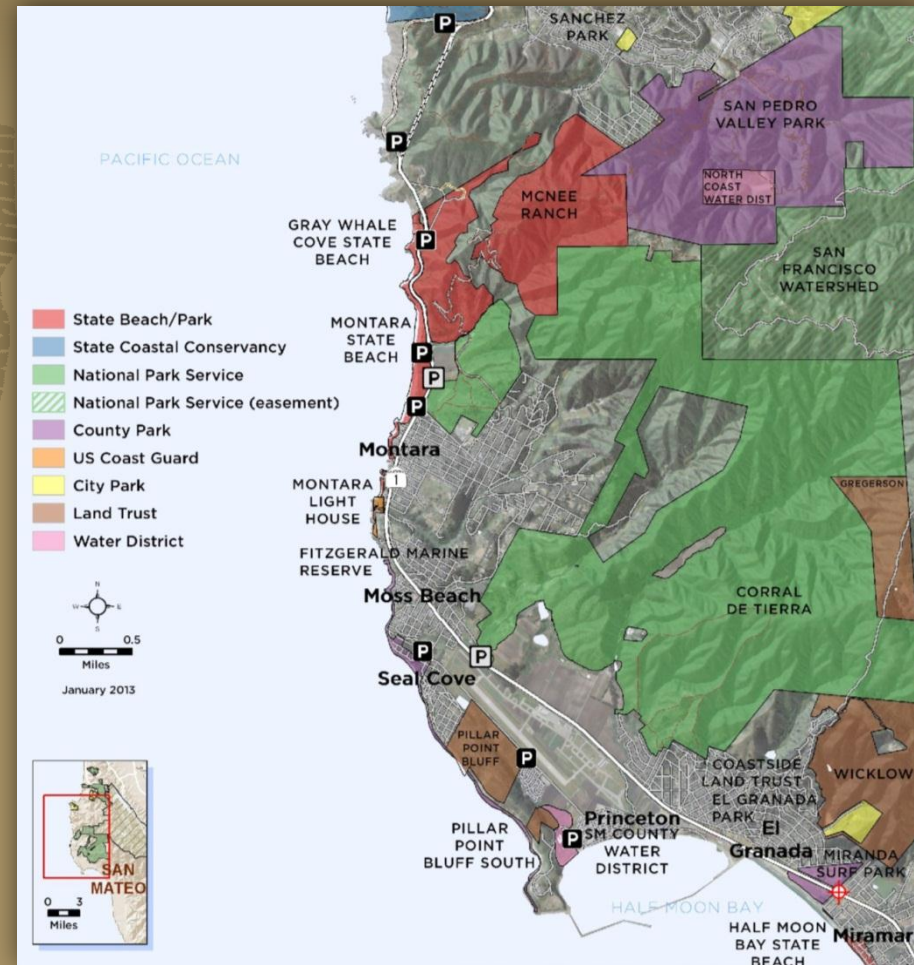 SANCHEZ
PARK
P
SAN PEDRO
VALLEY PARK
P
PACIFIC OCEAN
NORTH
COAST
WATER DIST
MCNEE
RANCH
GRAY WHALE
COVE STATE
BEACH
P
SAN
FRANCISCO
WATERSHED
State Beach/Park
State Coastal Conservancy
National Park Service
National Park Service (easement)
County Park
US Coast Guard
City Park
Land Trust
Water District
MONTARA
STATE
BEACH
P
P
P
Montara
1
MONTARA
LIGHT
HOUSE
GREGERSON
FITZGERALD MARINE
RESERVE
Moss Beach
CORRAL
DE TIERRA
N
W E
S
0 0.5
Miles
January 2013
P
P
Seal Cove
PILLAR
POINT
BLUFF
P
COASTSIDE
LAND TRUST
EL GRANADA
PARK
WICKLOW
El
Granada
Princeton
SM COUNTY
WATER
DISTRICT
P
PILLAR
POINT
BLUFF SOUTH
MIRANDA
SURF PARK
HALF MOON BAY
HALF MOON
BAY STATE
BEACH
Miramar
SAN
MATEO
0 3
Miles